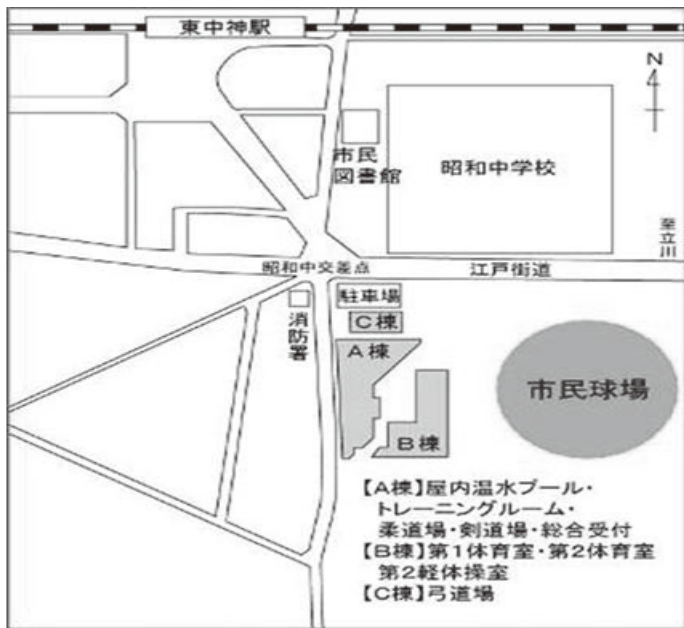 東中神駅
N
市民
図書館
昭和中学校
至立川
昭和中交差点
江戸街道
消防署
駐車場
C棟
A棟
B棟
市民球場
【A棟】屋内温水プール・
トレーニングルーム・
柔道場・剣道場・総合受付
【B棟】第1体育室・第2体育室
第2軽体操室
【C棟】弓道場